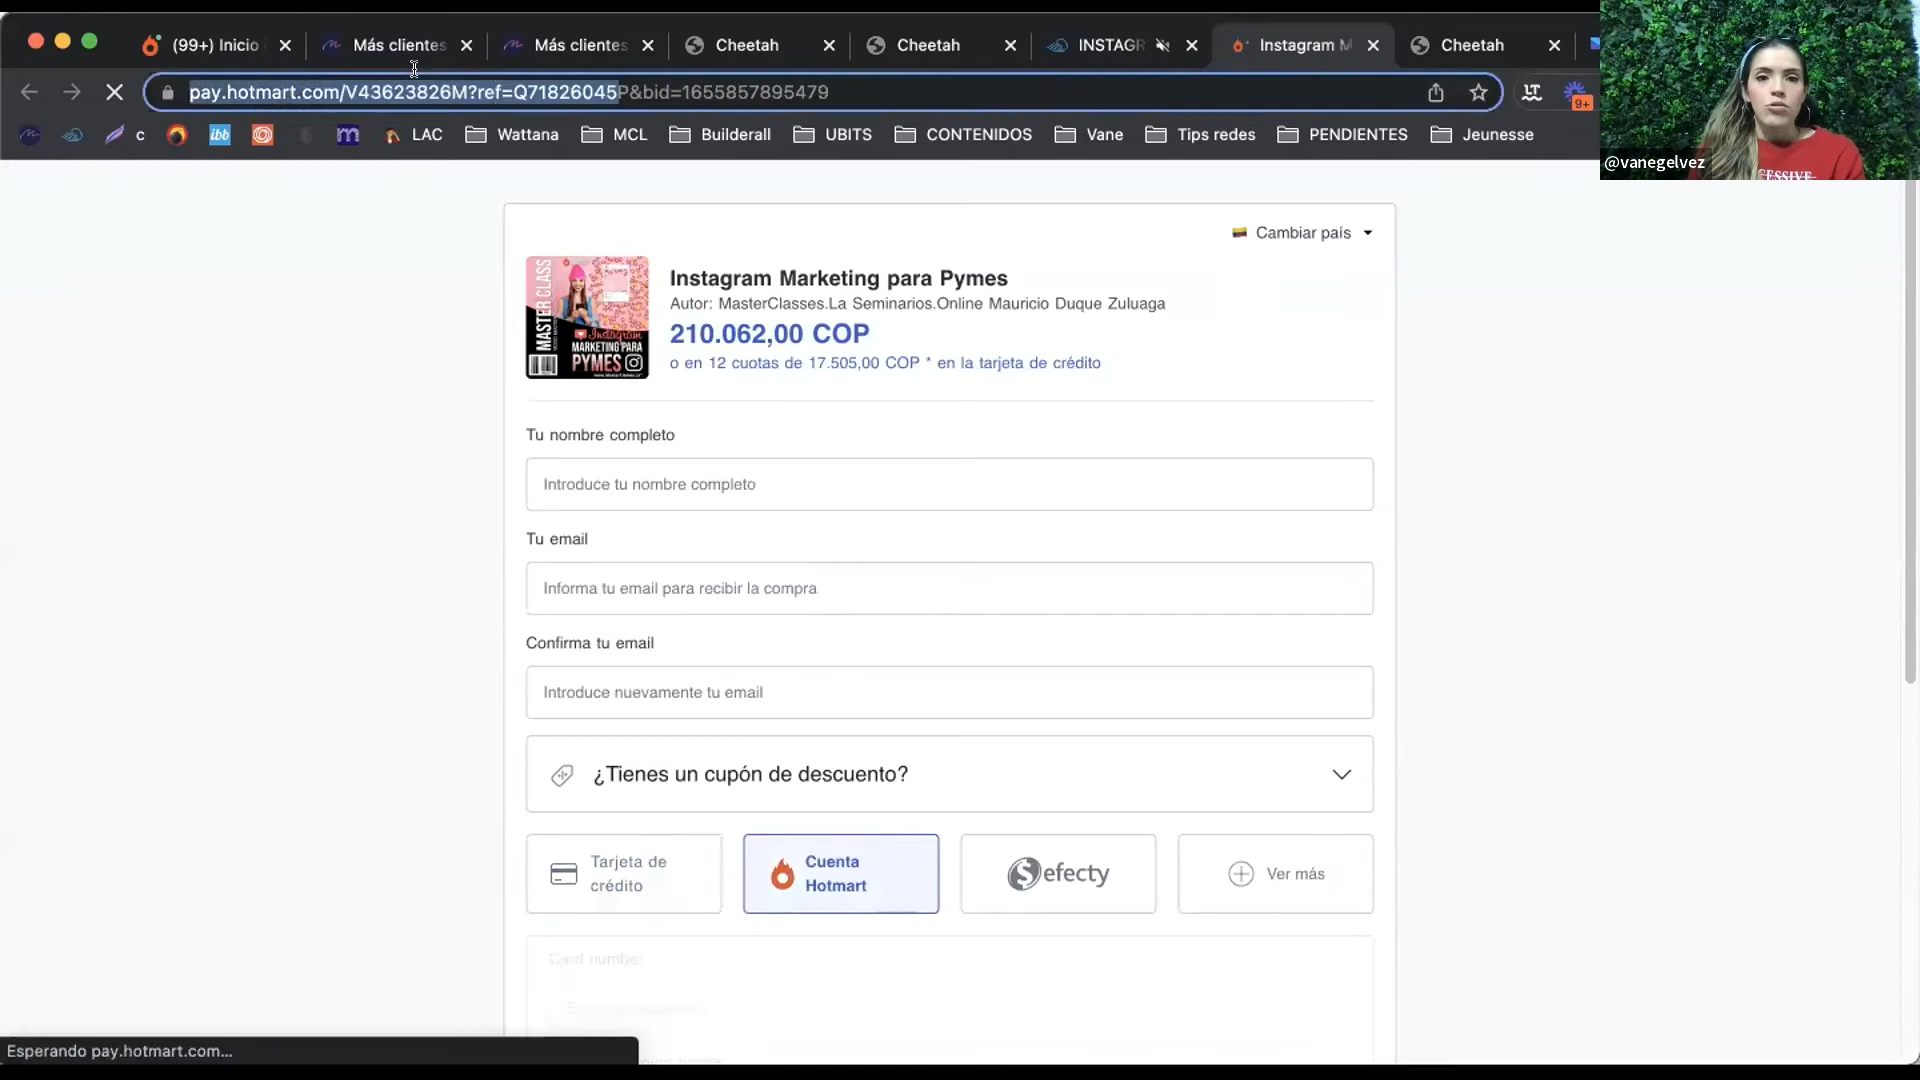 (99+) Inicio
Más clientes
Más clientes
Cheetah
Cheetah
INSTAGR
Instagram M
Cheetah
pay.hotmart.com/V43623826M?ref=Q71826045P&bid=1655857895479
9+
c
ibb
m
LAC
Wattana
MCL
Builderall
UBITS
CONTENIDOS
Vane
Tips redes
PENDIENTES
Jeunesse
@vanegelvez
CESSIVE
Cambiar país
MASTER CLASS
Instagram
MARKETING PARA
PYMES
Instagram Marketing para Pymes
Autor: MasterClasses.La Seminarios.Online Mauricio Duque Zuluaga
210.062,00 COP
o en 12 cuotas de 17.505,00 COP * en la tarjeta de crédito
Tu nombre completo
Introduce tu nombre completo
Tu email
Informa tu email para recibir la compra
Confirma tu email
Introduce nuevamente tu email
¿Tienes un cupón de descuento?
Tarjeta de
crédito
Cuenta
Hotmart
efecty
Ver más
Card number
Esperando pay.hotmart.com...